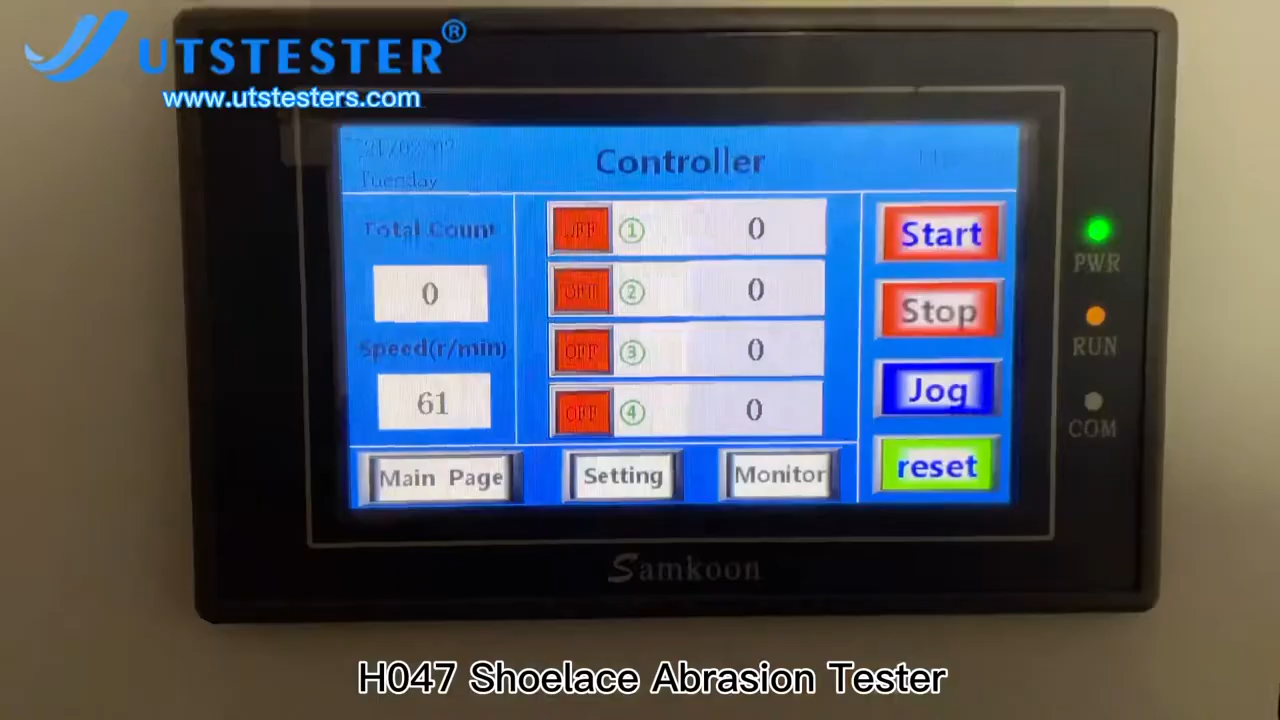 UTSTESTER®
www.utstesters.com
Controller
Tuesday
Total Count
0
Speed(r/min)
61
OFF ① 0
OFF ② 0
OFF ③ 0
OFF ④ 0
Start
Stop
Jog
reset
Main Page
Setting
Monitor
PWR
RUN
COM
Samkoon
H047 Shoelace Abrasion Tester